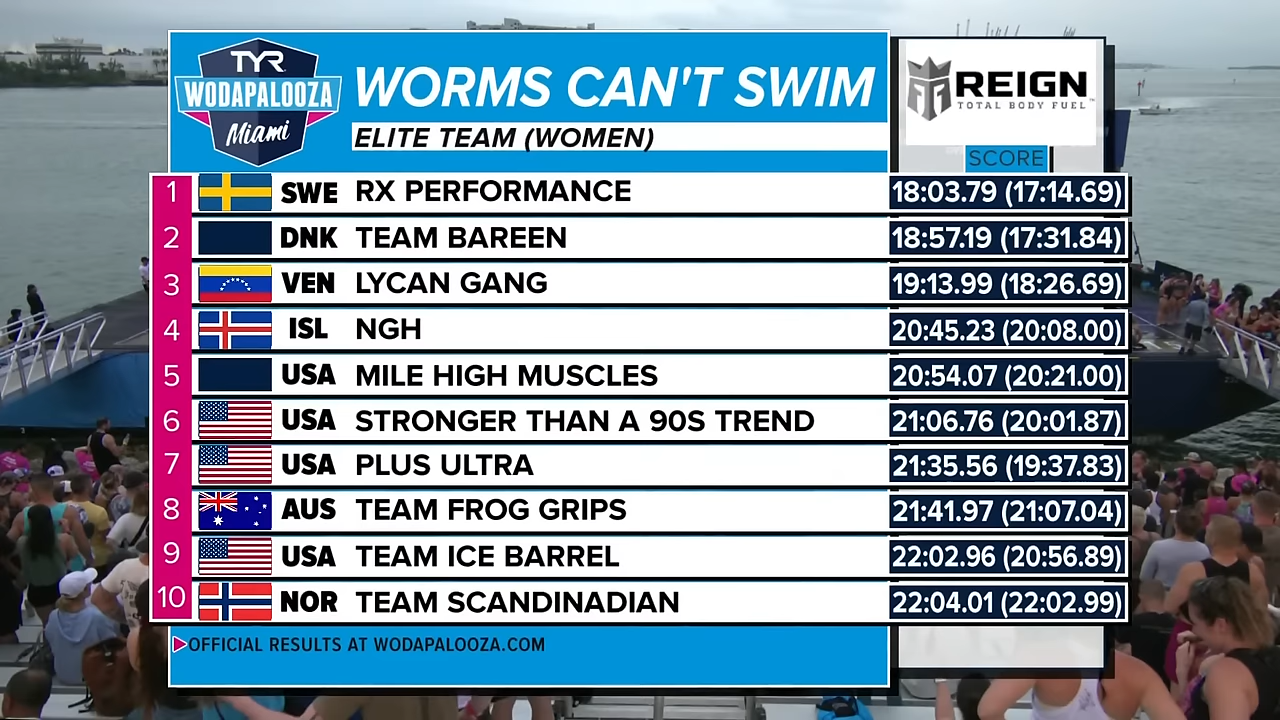 TYR
WODAPALOOZA
Miami
WORMS CAN'T SWIM
ELITE TEAM (WOMEN)
REIGN
TOTAL BODY FUEL
SCORE
1 SWE RX PERFORMANCE 18:03.79 (17:14.69)
2 DNK TEAM BAREEN 18:57.19 (17:31.84)
3 VEN LYCAN GANG 19:13.99 (18:26.69)
4 ISL NGH 20:45.23 (20:08.00)
5 USA MILE HIGH MUSCLES 20:54.07 (20:21.00)
6 USA STRONGER THAN A 90S TREND 21:06.76 (20:01.87)
7 USA PLUS ULTRA 21:35.56 (19:37.83)
8 AUS TEAM FROG GRIPS 21:41.97 (21:07.04)
9 USA TEAM ICE BARREL 22:02.96 (20:56.89)
10 NOR TEAM SCANDINADIAN 22:04.01 (22:02.99)
OFFICIAL RESULTS AT WODAPALOOZA.COM